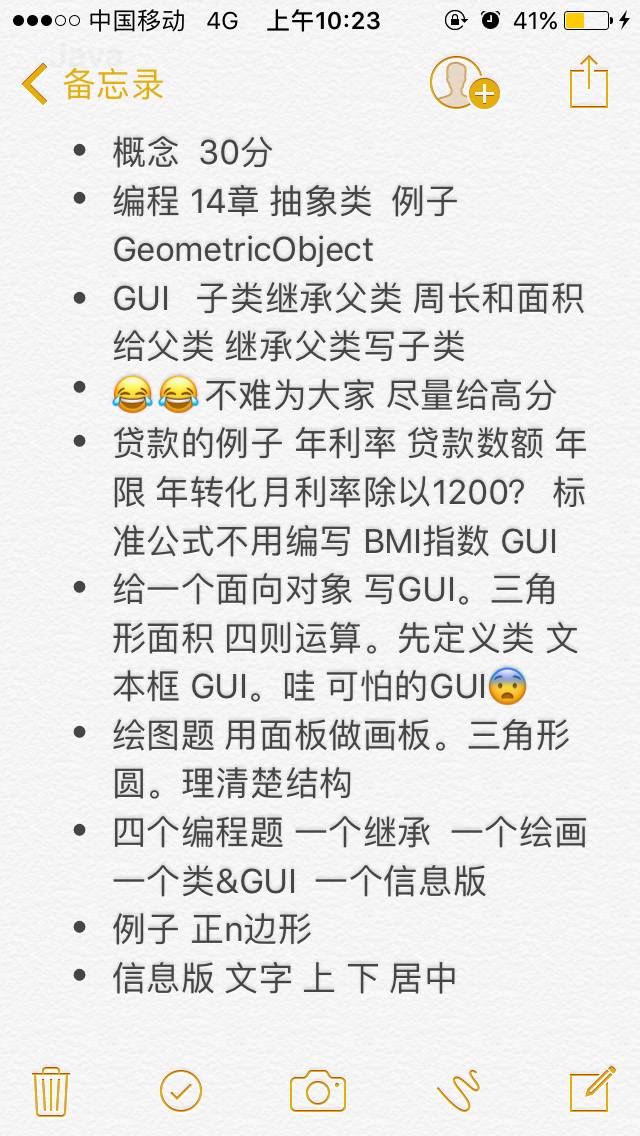 中国移动 4G 上午10:23 41%
Java
备忘录
• 概念 30分
• 编程 14章 抽象类 例子
GeometricObject
• GUI 子类继承父类 周长和面积
给父类 继承父类写子类
• 😂😂不难为大家 尽量给高分
• 贷款的例子 年利率 贷款数额 年
限 年转化月利率除以1200? 标
准公式不用编写 BMI指数 GUI
• 给一个面向对象 写GUI。三角
形面积 四则运算。先定义类 文
本框 GUI。哇 可怕的GUI😨
• 绘图题 用面板做画板。三角形
圆。理清楚结构
• 四个编程题 一个继承 一个绘画
一个类&GUI 一个信息版
• 例子 正n边形
• 信息版 文字 上 下 居中